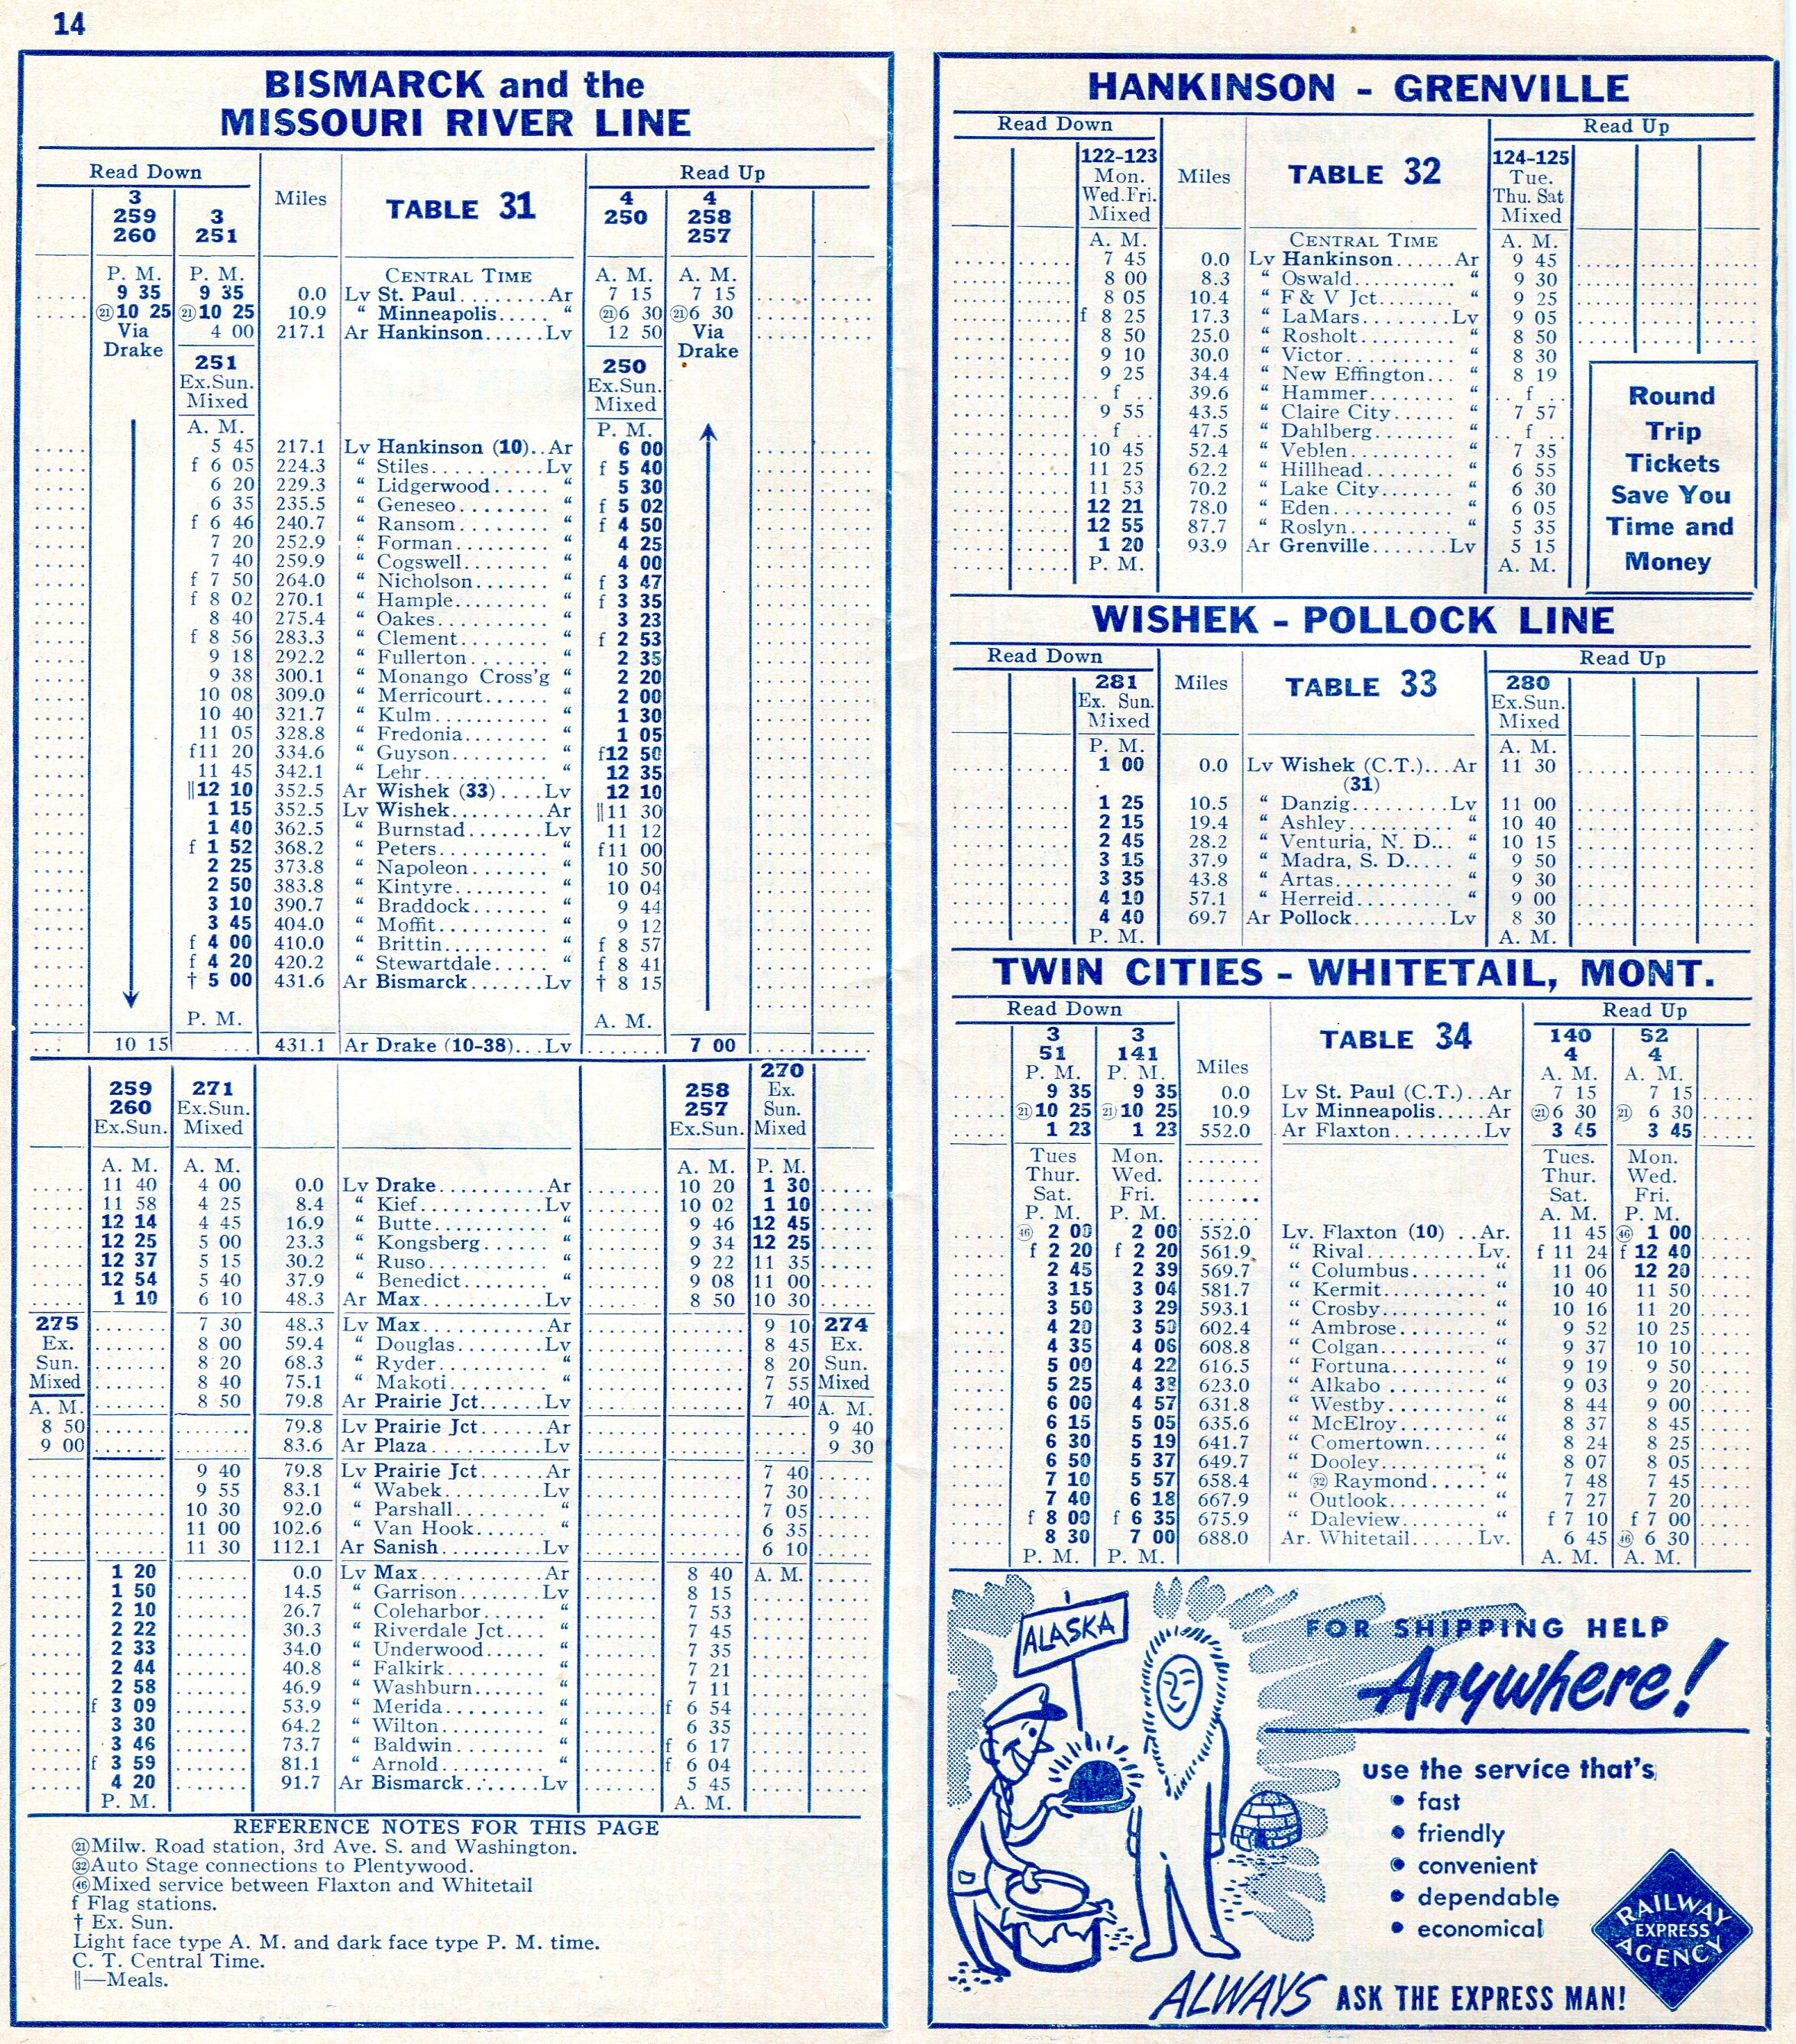 14
BISMARCK and the
MISSOURI RIVER LINE
Read Down Miles TABLE 31 Read Up
3 259 260 | 3 251 | 4 250 | 4 258 257
P. M. P. M. CENTRAL TIME A. M. A. M.
9 35 9 35 0.0 Lv St. Paul........Ar 7 15 7 15
㉑10 25 ㉑10 25 10.9 “ Minneapolis..... “ ㉑6 30 ㉑6 30
Via Drake 4 00 217.1 Ar Hankinson......Lv 12 50 Via Drake
251 Ex.Sun. Mixed 250 Ex.Sun. Mixed
A. M. P. M.
5 45 217.1 Lv Hankinson (10)..Ar 6 00
f 6 05 224.3 “ Stiles..........Lv f 5 40
6 20 229.3 “ Lidgerwood..... “ 5 30
6 35 235.5 “ Geneseo........ “ f 5 02
f 6 46 240.7 “ Ransom........ “ f 4 50
7 20 252.9 “ Forman......... “ 4 25
7 40 259.9 “ Cogswell....... “ 4 00
f 7 50 264.0 “ Nicholson....... “ f 3 47
f 8 02 270.1 “ Hample......... “ f 3 35
8 40 275.4 “ Oakes.......... “ 3 23
f 8 56 283.3 “ Clement........ “ f 2 53
9 18 292.2 “ Fullerton....... “ 2 35
9 38 300.1 “ Monango Cross'g “ 2 20
10 08 309.0 “ Merricourt...... “ 2 00
10 40 321.7 “ Kulm........... “ 1 30
11 05 328.8 “ Fredonia........ “ 1 05
f11 20 334.6 “ Guyson......... “ f12 50
11 45 342.1 “ Lehr............ “ 12 35
‖12 10 352.5 Ar Wishek (33)....Lv 12 10
1 15 352.5 Lv Wishek.........Ar ‖11 30
1 40 362.5 “ Burnstad.......Lv 11 12
f 1 52 368.2 “ Peters.......... “ f11 00
2 25 373.8 “ Napoleon....... “ 10 50
2 50 383.8 “ Kintyre......... “ 10 04
3 10 390.7 “ Braddock....... “ 9 44
3 45 404.0 “ Moffit.......... “ 9 12
f 4 00 410.0 “ Brittin.......... “ f 8 57
f 4 20 420.2 “ Stewartdale..... “ f 8 41
† 5 00 431.6 Ar Bismarck.......Lv † 8 15
P. M. A. M.
10 15 431.1 Ar Drake (10-38)...Lv 7 00
259 260 Ex.Sun. | 271 Ex.Sun. Mixed | 258 257 Ex.Sun. | 270 Ex. Sun. Mixed
A. M. A. M. A. M. P. M.
11 40 4 00 0.0 Lv Drake..........Ar 10 20 1 30
11 58 4 25 8.4 “ Kief............Lv 10 02 1 10
12 14 4 45 16.9 “ Butte........... “ 9 46 12 45
12 25 5 00 23.3 “ Kongsberg...... “ 9 34 12 25
12 37 5 15 30.2 “ Ruso........... “ 9 22 11 35
12 54 5 40 37.9 “ Benedict........ “ 9 08 11 00
1 10 6 10 48.3 Ar Max............Lv 8 50 10 30
275 Ex. Sun. Mixed A. M. | 274 Ex. Sun. Mixed A. M.
7 30 48.3 Lv Max............Ar 9 10
8 00 59.4 “ Douglas........Lv 8 45
8 20 68.3 “ Ryder.......... “ 8 20
8 40 75.1 “ Makoti......... “ 7 55
8 50 79.8 Ar Prairie Jct......Lv 7 40
8 50 79.8 Lv Prairie Jct......Ar 9 40
9 00 83.6 Ar Plaza...........Lv 9 30
9 40 79.8 Lv Prairie Jct......Ar 7 40
9 55 83.1 “ Wabek.........Lv 7 30
10 30 92.0 “ Parshall........ “ 7 05
11 00 102.6 “ Van Hook...... “ 6 35
11 30 112.1 Ar Sanish..........Lv 6 10
1 20 0.0 Lv Max............Ar 8 40 A. M.
1 50 14.5 “ Garrison........Lv 8 15
2 10 26.7 “ Coleharbor...... “ 7 53
2 22 30.3 “ Riverdale Jct.... “ 7 45
2 33 34.0 “ Underwood..... “ 7 35
2 44 40.8 “ Falkirk......... “ 7 21
2 58 46.9 “ Washburn...... “ 7 11
f 3 09 53.9 “ Merida......... “ f 6 54
3 30 64.2 “ Wilton......... “ 6 35
3 46 73.7 “ Baldwin........ “ f 6 17
f 3 59 81.1 “ Arnold......... “ f 6 04
4 20 91.7 Ar Bismarck.......Lv 5 45
P. M. A. M.
REFERENCE NOTES FOR THIS PAGE
㉑Milw. Road station, 3rd Ave. S. and Washington.
㉜Auto Stage connections to Plentywood.
㊻Mixed service between Flaxton and Whitetail
f Flag stations.
† Ex. Sun.
Light face type A. M. and dark face type P. M. time.
C. T. Central Time.
‖—Meals.
HANKINSON - GRENVILLE
Read Down Read Up
122-123 Mon. Wed.Fri. Mixed | Miles | TABLE 32 | 124-125 Tue. Thu. Sat Mixed
A. M. CENTRAL TIME A. M.
7 45 0.0 Lv Hankinson......Ar 9 45
8 00 8.3 “ Oswald......... “ 9 30
8 05 10.4 “ F & V Jct....... “ 9 25
f 8 25 17.3 “ LaMars........Lv 9 05
8 50 25.0 “ Rosholt......... “ 8 50
9 10 30.0 “ Victor.......... “ 8 30
9 25 34.4 “ New Effington... “ 8 19
.. f .. 39.6 “ Hammer........ “ .. f ..
9 55 43.5 “ Claire City...... “ 7 57
.. f .. 47.5 “ Dahlberg........ “ .. f ..
10 45 52.4 “ Veblen......... “ 7 35
11 25 62.2 “ Hillhead........ “ 6 55
11 53 70.2 “ Lake City....... “ 6 30
12 21 78.0 “ Eden........... “ 6 05
12 55 87.7 “ Roslyn.......... “ 5 35
1 20 93.9 Ar Grenville.......Lv 5 15
P. M. A. M.
Round
Trip
Tickets
Save You
Time and
Money
WISHEK - POLLOCK LINE
Read Down Read Up
281 Ex. Sun. Mixed | Miles | TABLE 33 | 280 Ex.Sun. Mixed
P. M. A. M.
1 00 0.0 Lv Wishek (C.T.)...Ar 11 30
(31)
1 25 10.5 “ Danzig.........Lv 11 00
2 15 19.4 “ Ashley.......... “ 10 40
2 45 28.2 “ Venturia, N. D... “ 10 15
3 15 37.9 “ Madra, S. D..... “ 9 50
3 35 43.8 “ Artas........... “ 9 30
4 10 57.1 “ Herreid......... “ 9 00
4 40 69.7 Ar Pollock.........Lv 8 30
P. M. A. M.
TWIN CITIES - WHITETAIL, MONT.
Read Down Read Up
3 51 P. M. | 3 141 P. M. | Miles | TABLE 34 | 140 4 A. M. | 52 4 A. M.
9 35 9 35 0.0 Lv St. Paul (C.T.)..Ar 7 15 7 15
㉑10 25 ㉑10 25 10.9 Lv Minneapolis.....Ar ㉑6 30 ㉑ 6 30
1 23 1 23 552.0 Ar Flaxton.........Lv 3 45 3 45
Tues Thur. Sat. P. M. | Mon. Wed. Fri. P. M. | Tues. Thur. Sat. A. M. | Mon. Wed. Fri. P. M.
㊻ 2 00 2 00 552.0 Lv. Flaxton (10) ..Ar. 11 45 ㊻ 1 00
f 2 20 f 2 20 561.9 “ Rival..........Lv. f 11 24 f 12 40
2 45 2 39 569.7 “ Columbus....... “ 11 06 12 20
3 15 3 04 581.7 “ Kermit......... “ 10 40 11 50
3 50 3 29 593.1 “ Crosby.......... “ 10 16 11 20
4 20 3 50 602.4 “ Ambrose........ “ 9 52 10 25
4 35 4 06 608.8 “ Colgan.......... “ 9 37 10 10
5 00 4 22 616.5 “ Fortuna......... “ 9 19 9 50
5 25 4 38 623.0 “ Alkabo ......... “ 9 03 9 20
6 00 4 57 631.8 “ Westby......... “ 8 44 9 00
6 15 5 05 635.6 “ McElroy........ “ 8 37 8 45
6 30 5 19 641.7 “ Comertown...... “ 8 24 8 25
6 50 5 37 649.7 “ Dooley.......... “ 8 07 8 05
7 10 5 57 658.4 “ ㉜ Raymond..... “ 7 48 7 45
7 40 6 18 667.9 “ Outlook......... “ 7 27 7 20
f 8 00 f 6 35 675.9 “ Daleview........ “ f 7 10 f 7 00
8 30 7 00 688.0 Ar. Whitetail.......Lv. 6 45 ㊻ 6 30
P. M. P. M. A. M. A. M.
ALASKA
FOR SHIPPING HELP
Anywhere!
use the service that's
• fast
• friendly
• convenient
• dependable
• economical
RAILWAY
EXPRESS
AGENCY
ALWAYS ASK THE EXPRESS MAN!